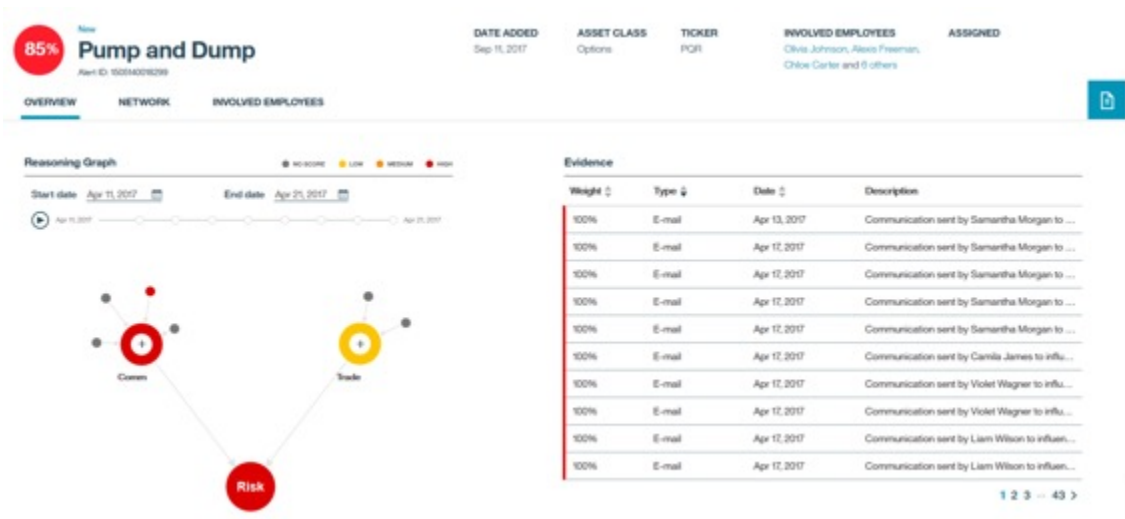 New
85%
Pump and Dump
DATE ADDED
Sep 11, 2017
ASSET CLASS
Options
TICKER
PQR
INVOLVED EMPLOYEES
Olivia Johnson, Alexis Freeman,
Chloe Carter and 6 others
ASSIGNED
Alert ID:
OVERVIEW NETWORK INVOLVED EMPLOYEES
Reasoning Graph
NO SCORE LOW MEDIUM HIGH
Start date Apr 11, 2017 End date Apr 21, 2017
Apr 11, 2017 Apr 21, 2017
Comm
Trade
Risk
Evidence
Weight Type Date Description
100% E-mail Apr 13, 2017 Communication sent by Samantha Morgan to ...
100% E-mail Apr 17, 2017 Communication sent by Samantha Morgan to ...
100% E-mail Apr 17, 2017 Communication sent by Samantha Morgan to ...
100% E-mail Apr 17, 2017 Communication sent by Samantha Morgan to ...
100% E-mail Apr 17, 2017 Communication sent by Samantha Morgan to ...
100% E-mail Apr 17, 2017 Communication sent by Camila James to influ...
100% E-mail Apr 17, 2017 Communication sent by Violet Wagner to influ...
100% E-mail Apr 17, 2017 Communication sent by Violet Wagner to influ...
100% E-mail Apr 17, 2017 Communication sent by Liam Wilson to influen...
100% E-mail Apr 17, 2017 Communication sent by Liam Wilson to influen...
1 2 3 ... 43 >